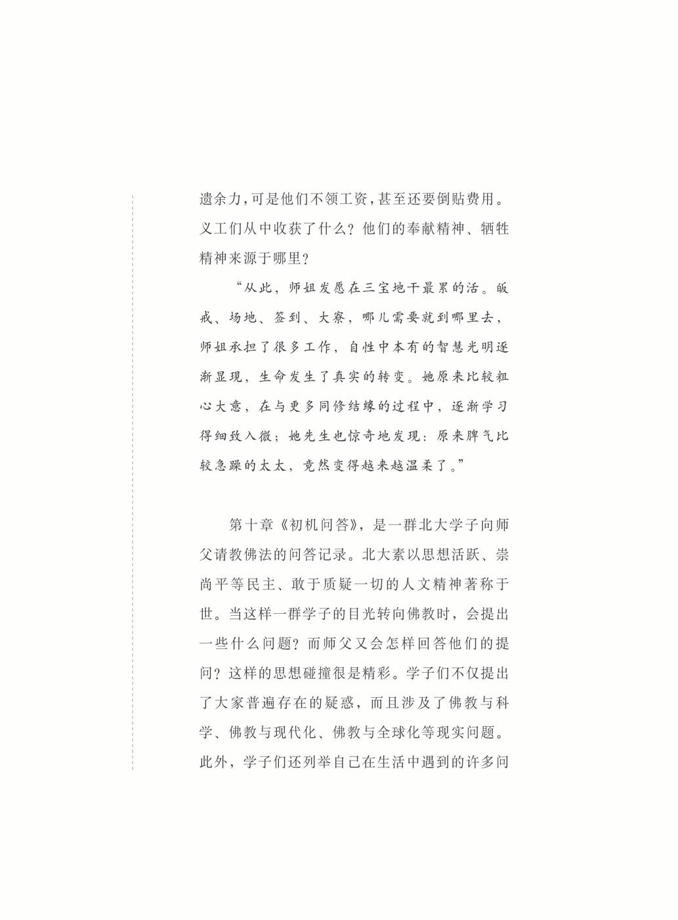 遗余力，可是他们不领工资，甚至还要倒贴费用。
义工们从中收获了什么？他们的奉献精神、牺牲
精神来源于哪里？
“从此，师姐发愿在三宝地干最累的活。皈
戒、场地、签到、大寮，哪儿需要就到哪里去，
师姐承担了很多工作，自性中本有的智慧光明逐
渐显现，生命发生了真实的转变。她原来比较粗
心大意，在与更多同修结缘的过程中，逐渐学习
得细致入微；她先生也惊奇地发现：原来脾气比
较急躁的太太，竟然变得越来越温柔了。”
第十章《初机问答》，是一群北大学子向师
父请教佛法的问答记录。北大素以思想活跃、崇
尚平等民主、敢于质疑一切的人文精神著称于
世。当这样一群学子的目光转向佛教时，会提出
一些什么问题？而师父又会怎样回答他们的提
问？这样的思想碰撞很是精彩。学子们不仅提出
了大家普遍存在的疑惑，而且涉及了佛教与科
学、佛教与现代化、佛教与全球化等现实问题。
此外，学子们还列举自己在生活中遇到的许多问